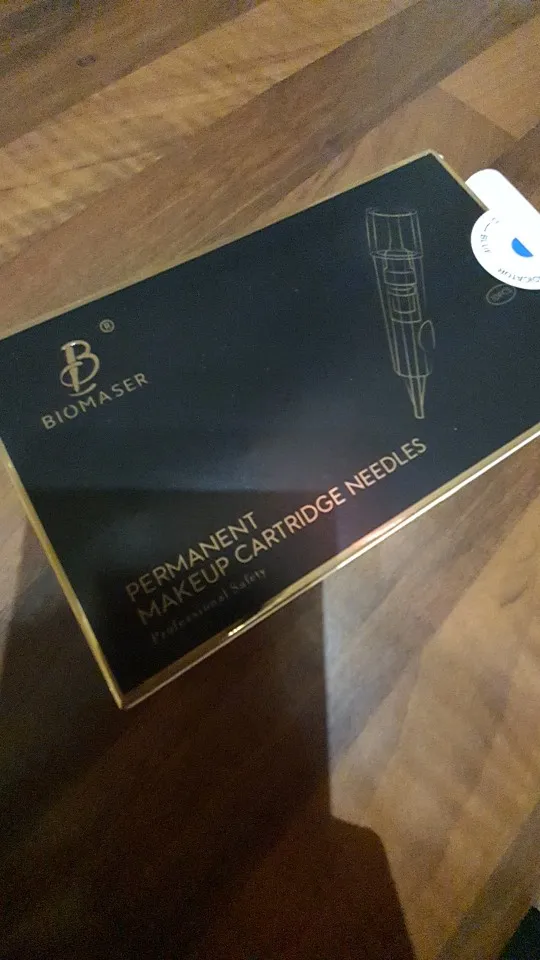 ®
BIOMASER
PERMANENT
MAKEUP CARTRIDGE NEEDLES
Professional Safety